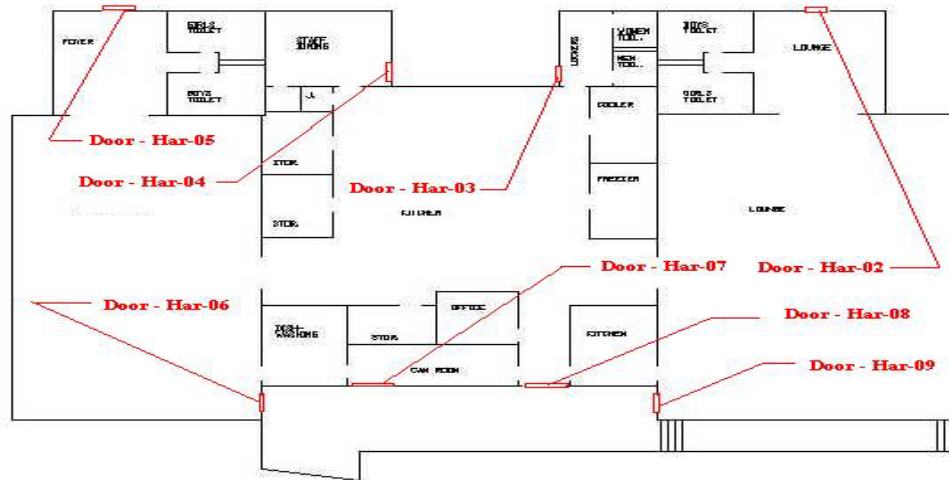 GIRLS
TOILET
BOYS
TOILET
FOYER
STAFF
DINING
LOCKERS
WOMEN
TOIL.
MEN
TOIL.
LOUNGE
BOYS
TOILET
J.
GIRLS
TOILET
COOLER
Door - Har-05
STOR.
Door - Har-04
Door - Har-03
FREEZER
KITCHEN
LOUNGE
STOR.
Door - Har-07
Door - Har-02
Door - Har-06
OFFICE
Door - Har-08
DISH-
WASHING
STOR.
KITCHEN
CAN ROOM
Door - Har-09